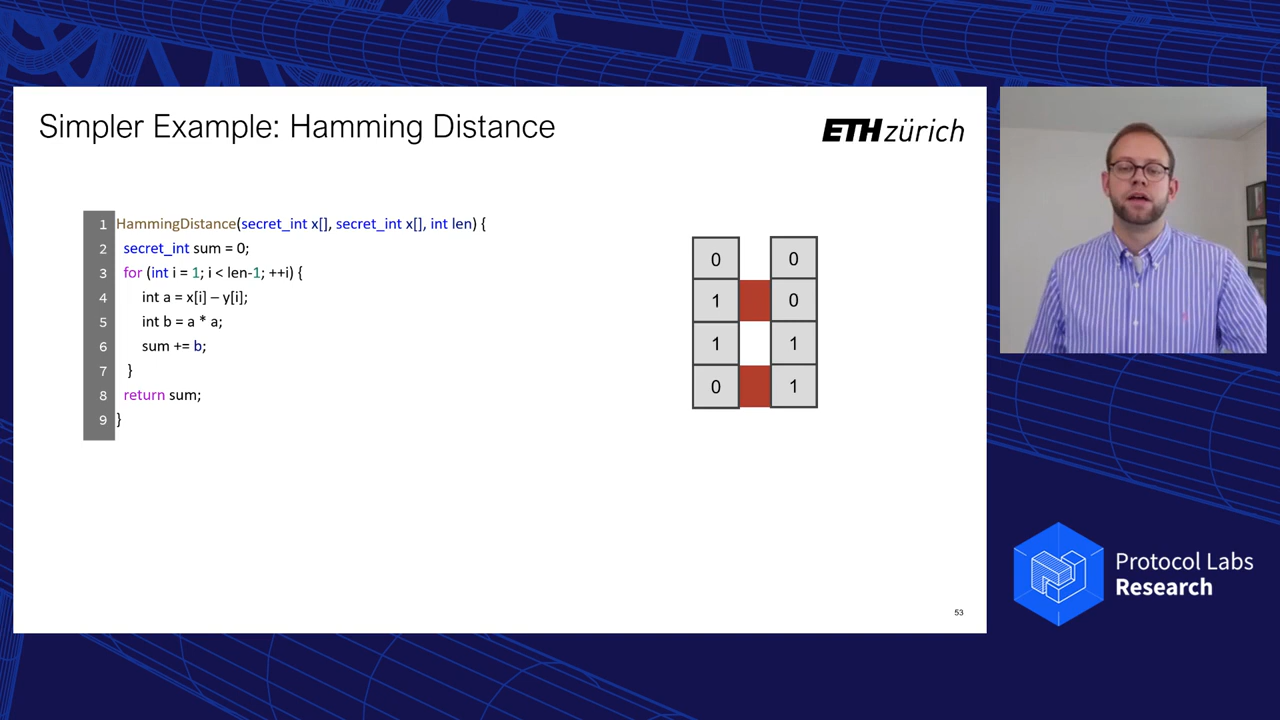 Simpler Example: Hamming Distance
ETH zürich
1 HammingDistance(secret_int x[], secret_int x[], int len) {
2 secret_int sum = 0;
3 for (int i = 1; i < len-1; ++i) {
4 int a = x[i] – y[i];
5 int b = a * a;
6 sum += b;
7 }
8 return sum;
9 }
0 0
1 0
1 1
0 1
53
Protocol Labs
Research